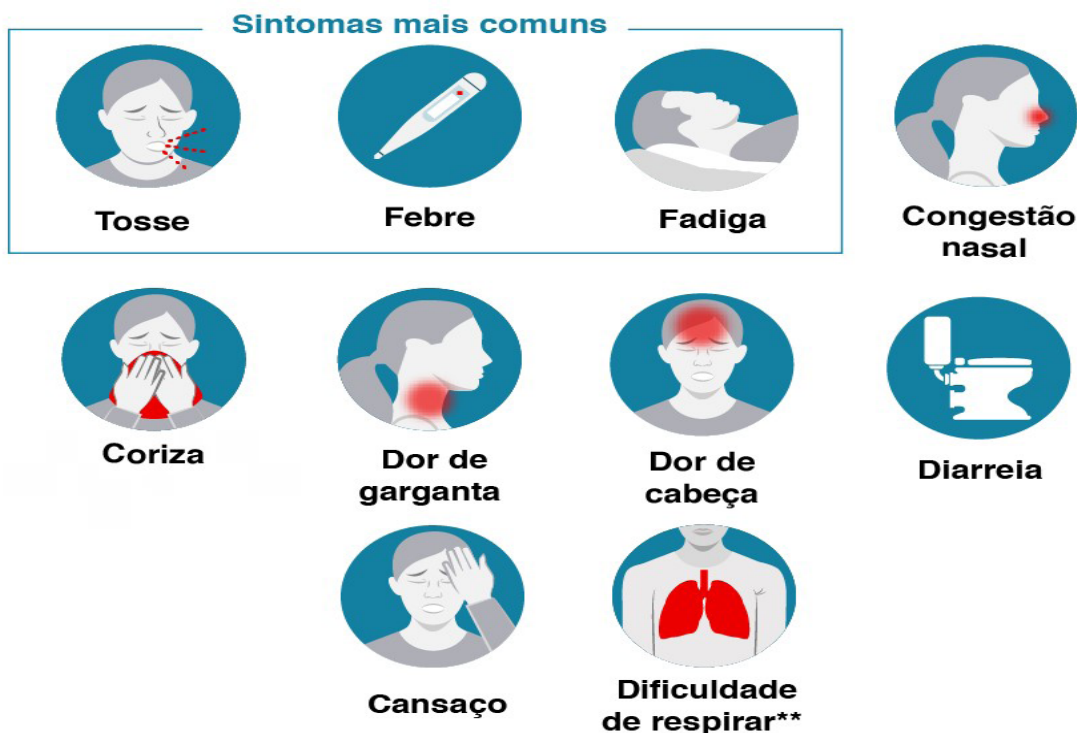 Sintomas mais comuns
Tosse
Febre
Fadiga
Congestão
nasal
Coriza
Dor de
garganta
Dor de
cabeça
Diarreia
Cansaço
Dificuldade
de respirar**